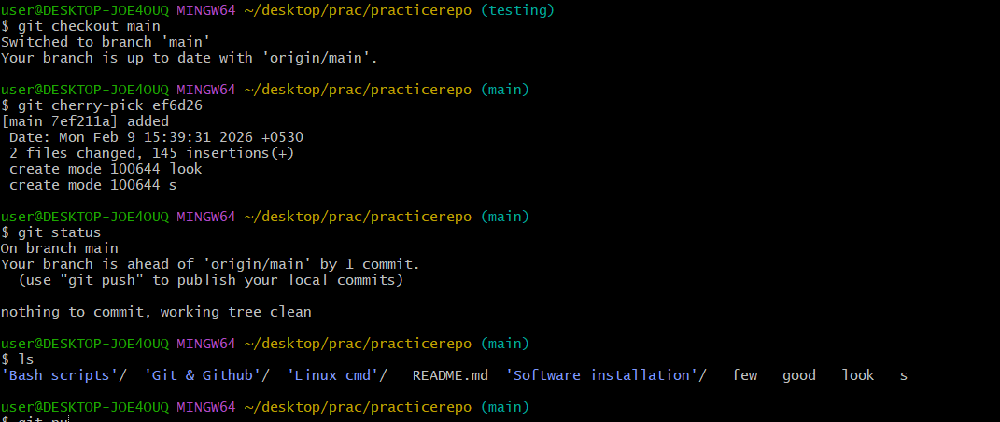 user@DESKTOP-JOE4OUQ MINGW64 ~/desktop/prac/practicerepo (testing)
$ git checkout main
Switched to branch 'main'
Your branch is up to date with 'origin/main'.
user@DESKTOP-JOE4OUQ MINGW64 ~/desktop/prac/practicerepo (main)
$ git cherry-pick ef6d26
[main 7ef211a] added
Date: Mon Feb 9 15:39:31 2026 +0530
2 files changed, 145 insertions(+)
create mode 100644 look
create mode 100644 s
user@DESKTOP-JOE4OUQ MINGW64 ~/desktop/prac/practicerepo (main)
$ git status
On branch main
Your branch is ahead of 'origin/main' by 1 commit.
(use "git push" to publish your local commits)
nothing to commit, working tree clean
user@DESKTOP-JOE4OUQ MINGW64 ~/desktop/prac/practicerepo (main)
$ ls
'Bash scripts'/ 'Git & Github'/ 'Linux cmd'/ README.md 'Software installation'/ few good look s
user@DESKTOP-JOE4OUQ MINGW64 ~/desktop/prac/practicerepo (main)
$ git pu